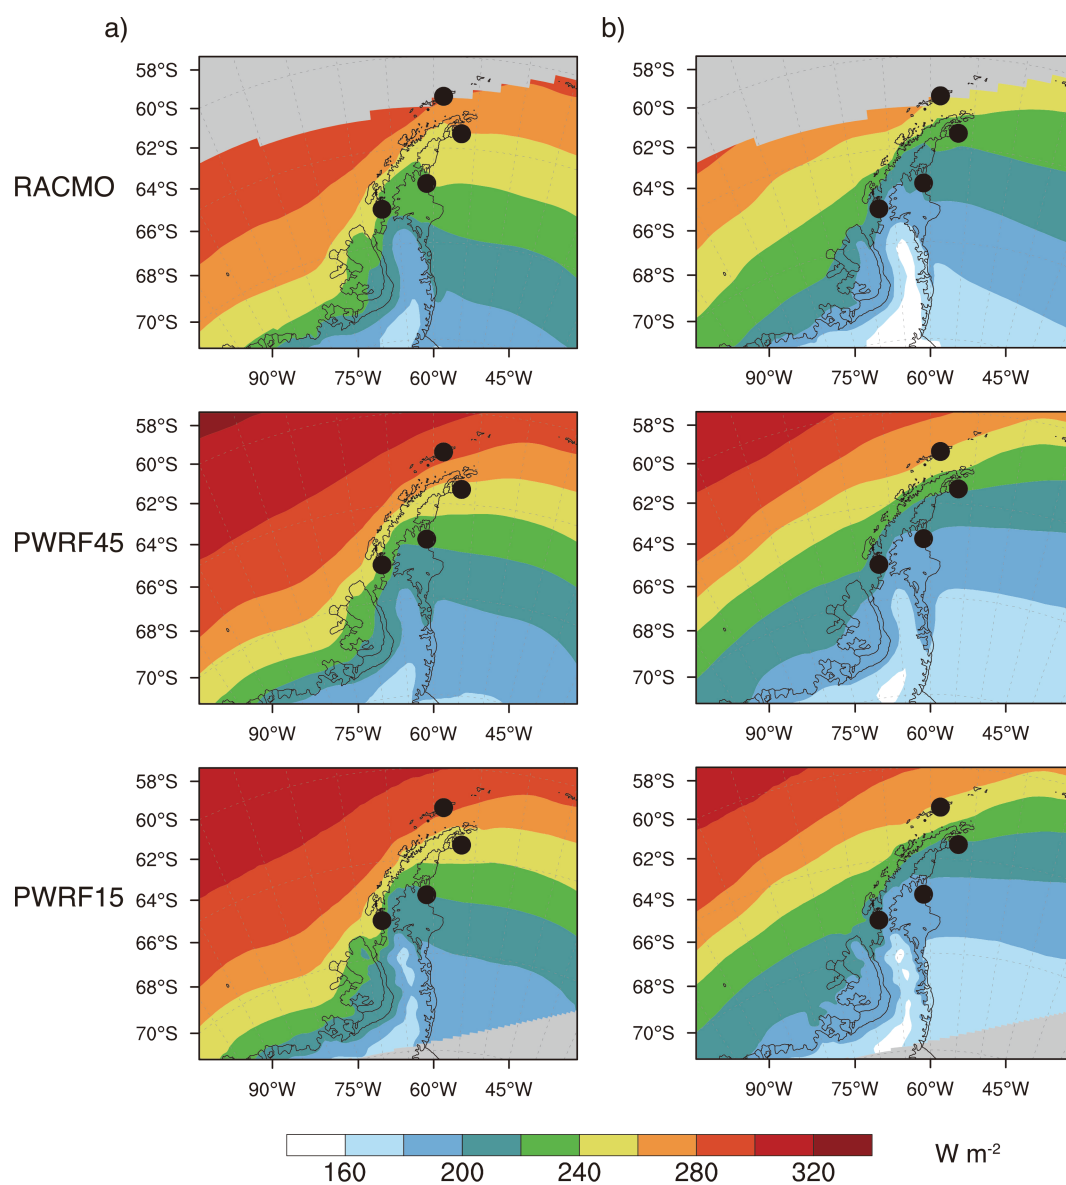 a) b)
58°S 58°S
60°S 60°S
62°S 62°S
RACMO
64°S 64°S
66°S 66°S
68°S 68°S
70°S 70°S
90°W 75°W 60°W 45°W 90°W 75°W 60°W 45°W
58°S 58°S
60°S 60°S
62°S 62°S
PWRF45
64°S 64°S
66°S 66°S
68°S 68°S
70°S 70°S
90°W 75°W 60°W 45°W 90°W 75°W 60°W 45°W
58°S 58°S
60°S 60°S
62°S 62°S
PWRF15
64°S 64°S
66°S 66°S
68°S 68°S
70°S 70°S
90°W 75°W 60°W 45°W 90°W 75°W 60°W 45°W
W m⁻²
160 200 240 280 320